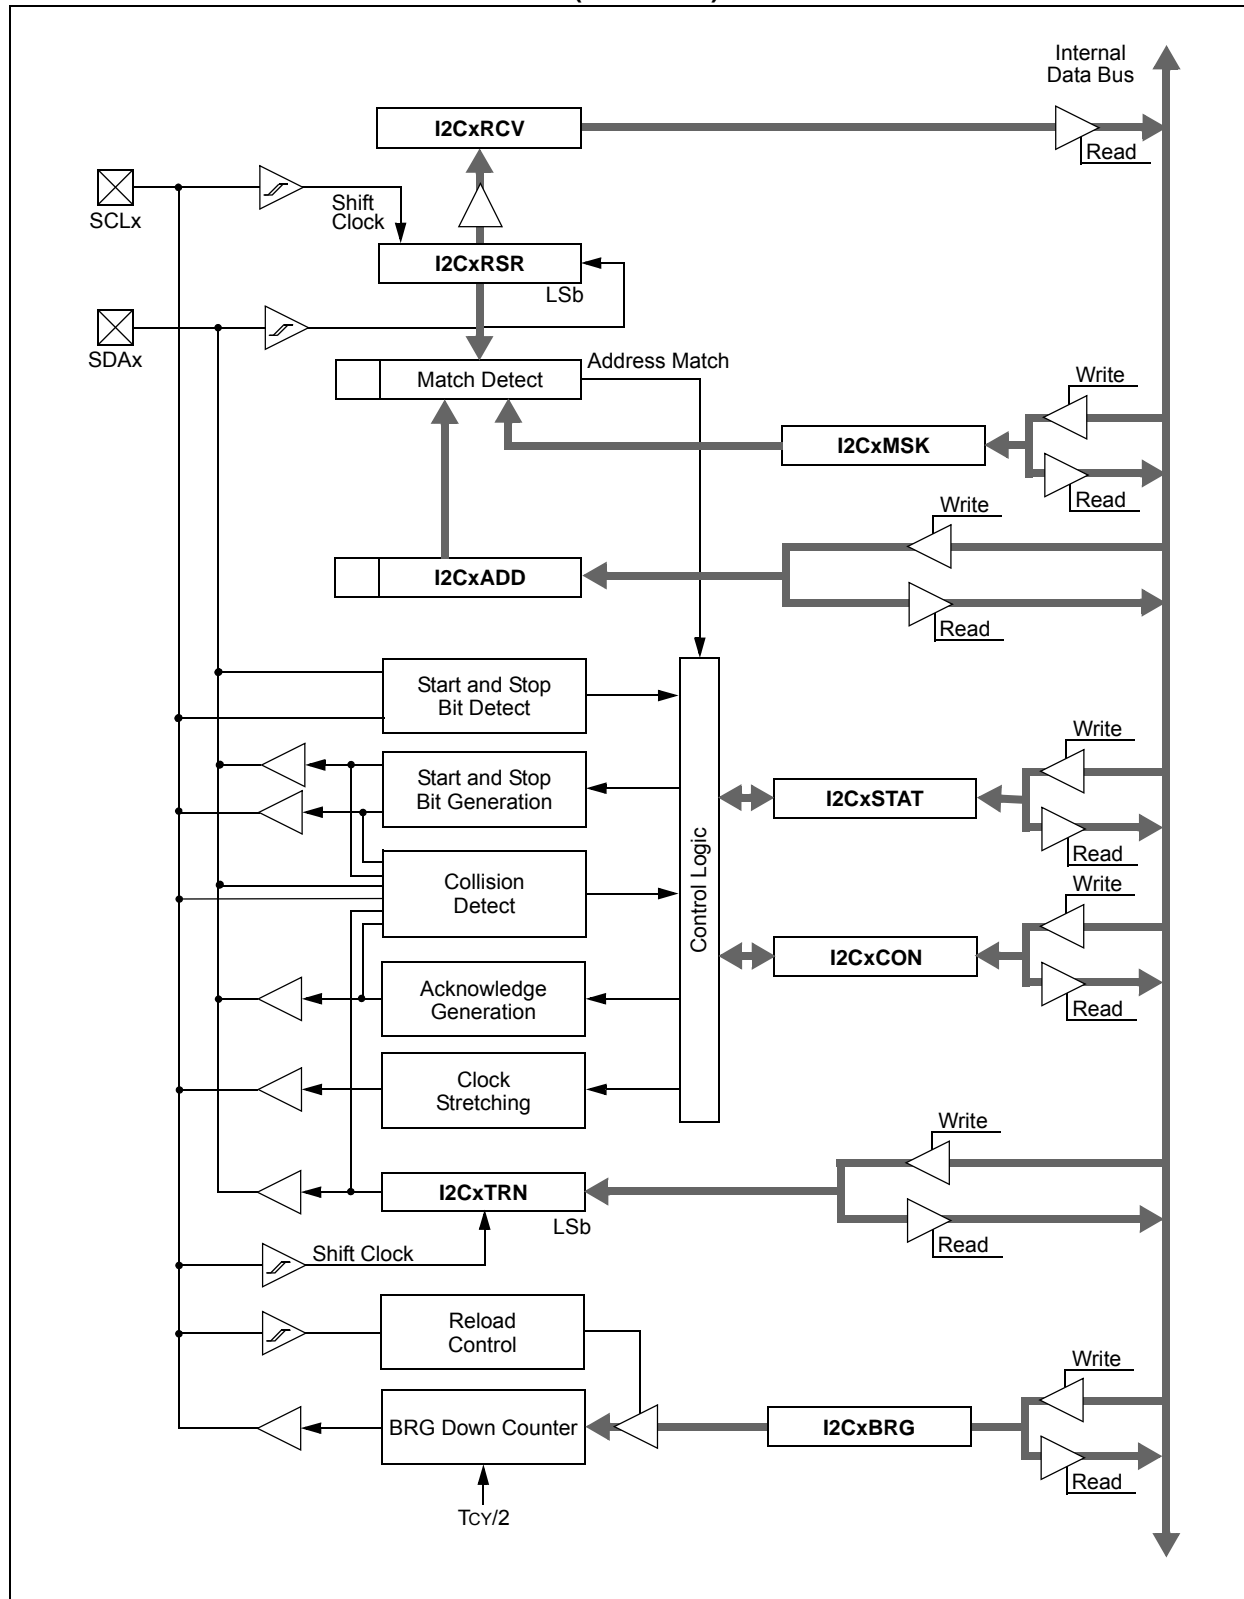 Internal
Data Bus
I2CxRCV
Read
SCLx
Shift
Clock
I2CxRSR
LSb
SDAx
Address Match
Match Detect
Write
I2CxMSK
Read
Write
I2CxADD
Read
Start and Stop
Bit Detect
Write
Start and Stop
Bit Generation
I2CxSTAT
Read
Control Logic
Collision
Detect
Write
I2CxCON
Read
Acknowledge
Generation
Clock
Stretching
Write
I2CxTRN
LSb
Read
Shift Clock
Reload
Control
Write
BRG Down Counter
I2CxBRG
Read
TCY/2